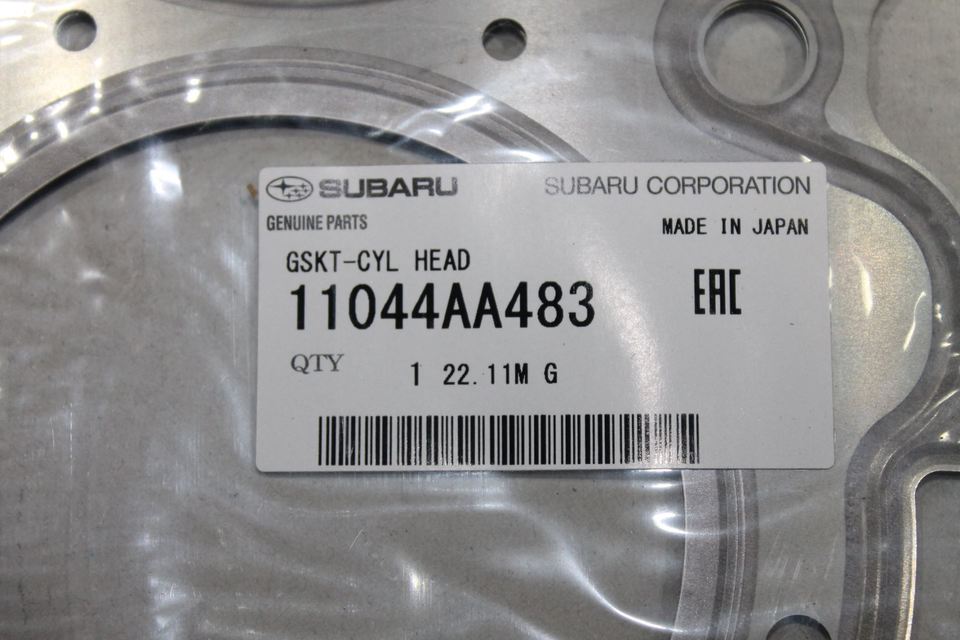 SUBARU SUBARU CORPORATION
GENUINE PARTS MADE IN JAPAN
GSKT-CYL HEAD
11044AA483 EAC
QTY 1 22.11M G